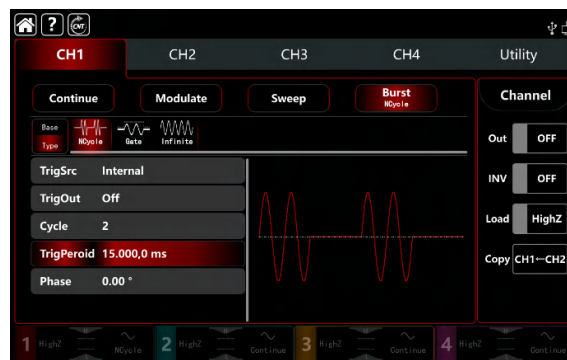 ? CNT
CH1 CH2 CH3 CH4 Utility
Continue Modulate Sweep Burst NCycle Channel
Base Type NCycle Gate Infinite
Out OFF
TrigSrc Internal
INV OFF
TrigOut Off
Cycle 2
Load HighZ
TrigPeroid 15.000,0 ms
Copy CH1←CH2
Phase 0.00 °
1 HighZ NCycle 2 HighZ Continue 3 HighZ Continue 4 HighZ Continue